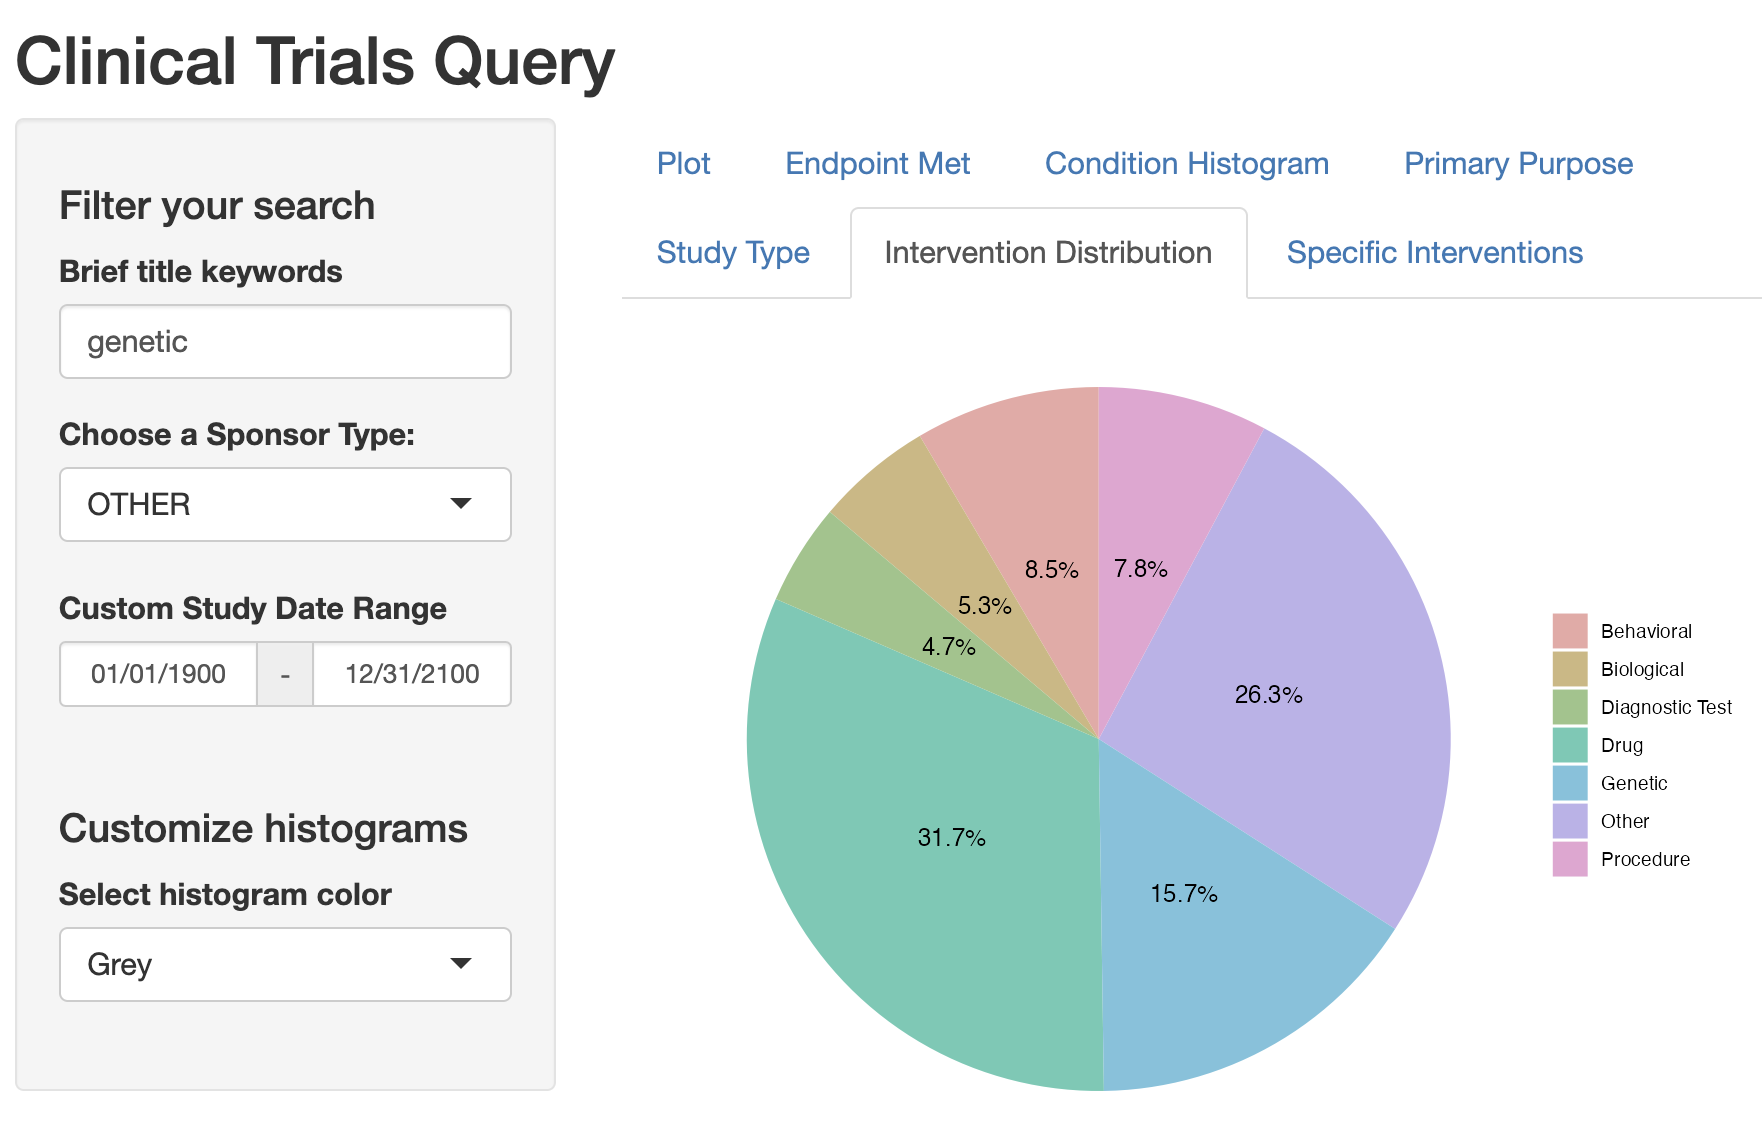 Clinical Trials Query
Filter your search
Brief title keywords
genetic
Choose a Sponsor Type:
OTHER
Custom Study Date Range
01/01/1900 - 12/31/2100
Customize histograms
Select histogram color
Grey
Plot Endpoint Met Condition Histogram Primary Purpose
Study Type Intervention Distribution Specific Interventions
8.5% 7.8%
5.3%
4.7%
26.3%
31.7%
15.7%
Behavioral
Biological
Diagnostic Test
Drug
Genetic
Other
Procedure